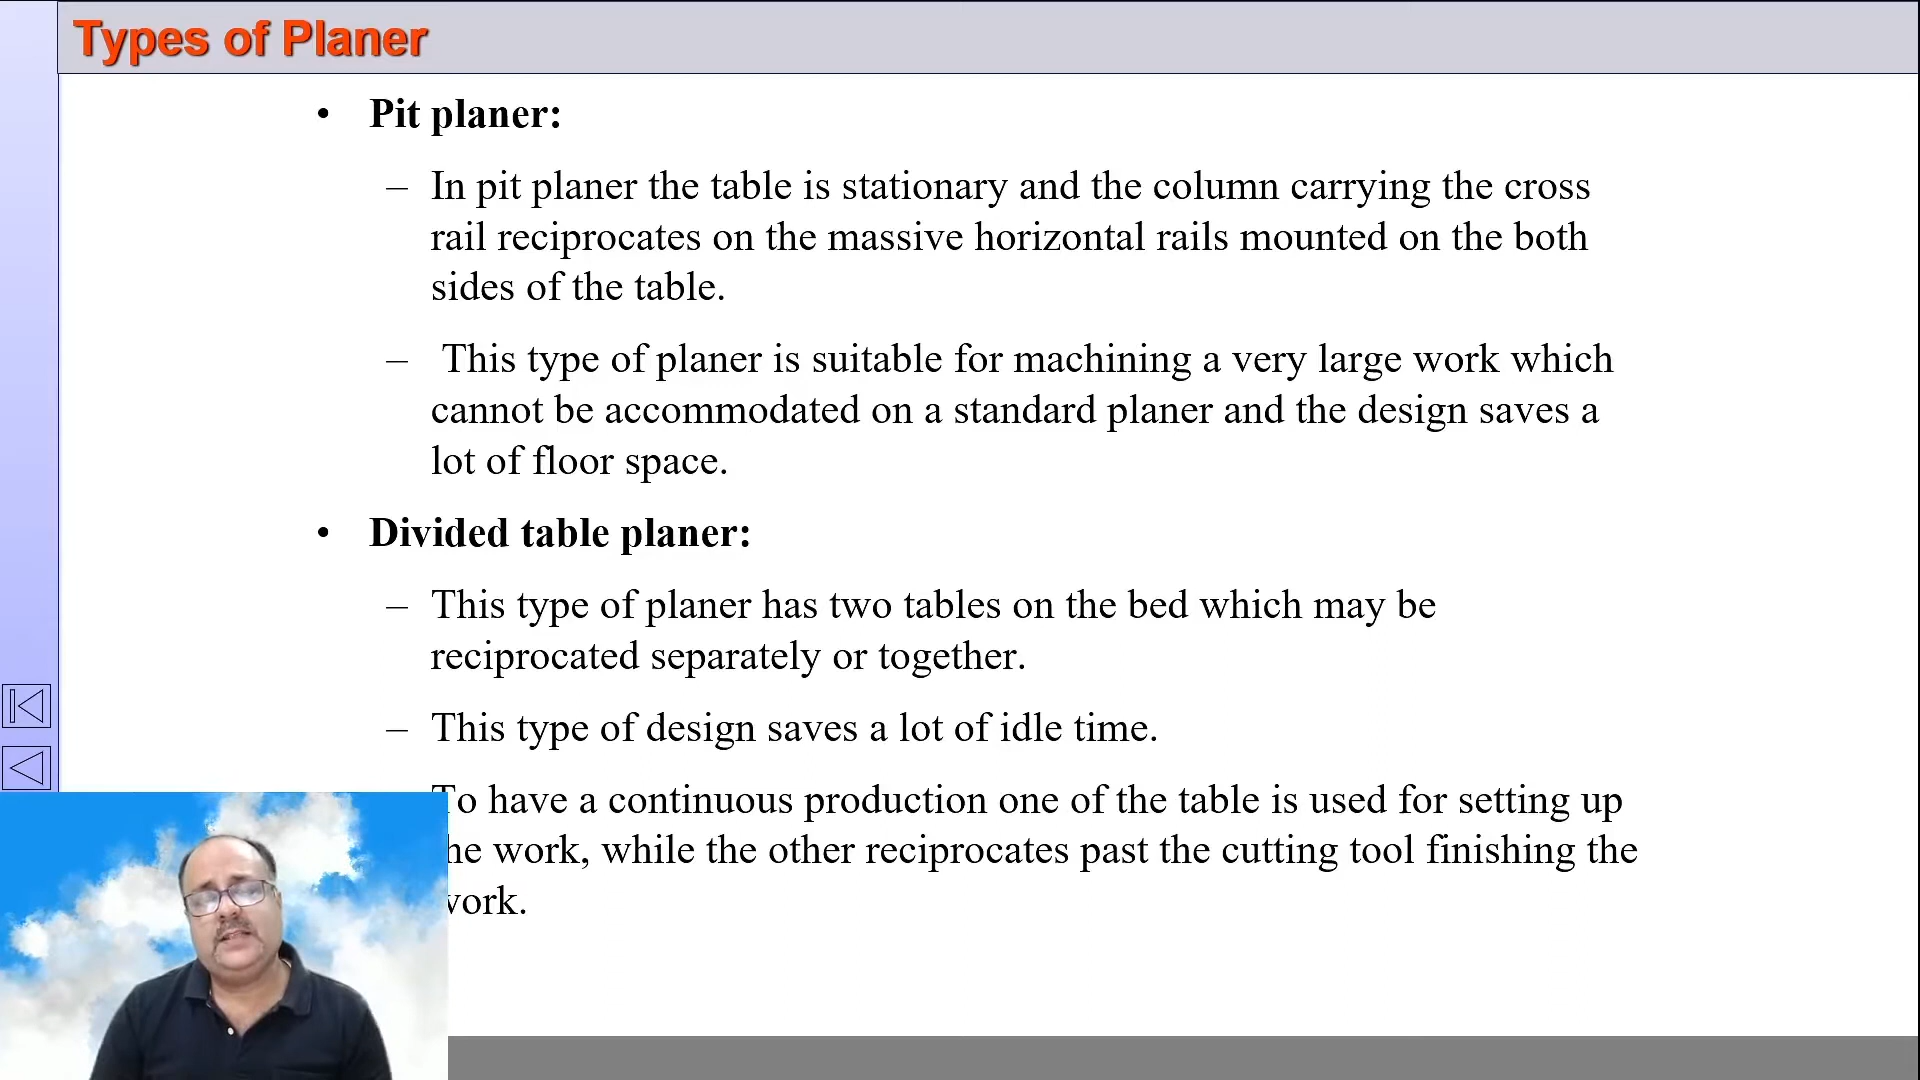 Types of Planer
• Pit planer:
– In pit planer the table is stationary and the column carrying the cross
rail reciprocates on the massive horizontal rails mounted on the both
sides of the table.
– This type of planer is suitable for machining a very large work which
cannot be accommodated on a standard planer and the design saves a
lot of floor space.
• Divided table planer:
– This type of planer has two tables on the bed which may be
reciprocated separately or together.
– This type of design saves a lot of idle time.
To have a continuous production one of the table is used for setting up
he work, while the other reciprocates past the cutting tool finishing the
work.